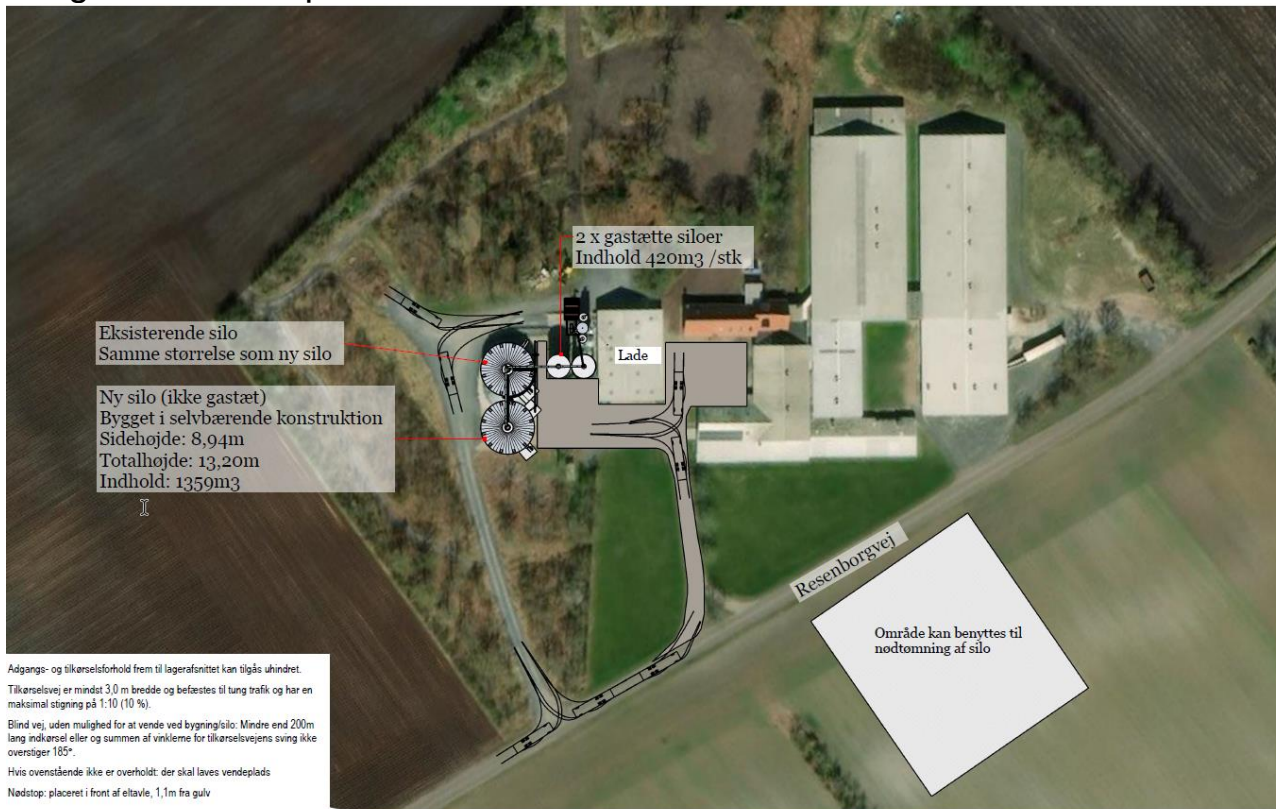 2 x gastætte siloer
Indhold 420m3 /stk
Eksisterende silo
Samme størrelse som ny silo
Lade
Ny silo (ikke gastæt)
Bygget i selvbærende konstruktion
Sidehøjde: 8,94m
Totalhøjde: 13,20m
Indhold: 1359m3
Resenborgvej
Område kan benyttes til
nødtømning af silo
Adgangs- og tilkørselsforhold frem til lagerafsnittet kan tilgås uhindret.
Tilkørselsvej er mindst 3,0 m bredde og befæstes til tung trafik og har en
maksimal stigning på 1:10 (10 %).
Blind vej, uden mulighed for at vende ved bygning/silo: Mindre end 200m
lang indkørsel eller og summen af vinklerne for tilkørselsvejens sving ikke
overstiger 185°.
Hvis ovenstående ikke er overholdt: der skal laves vendeplads
Nødstop: placeret i front af eltavle, 1,1m fra gulv